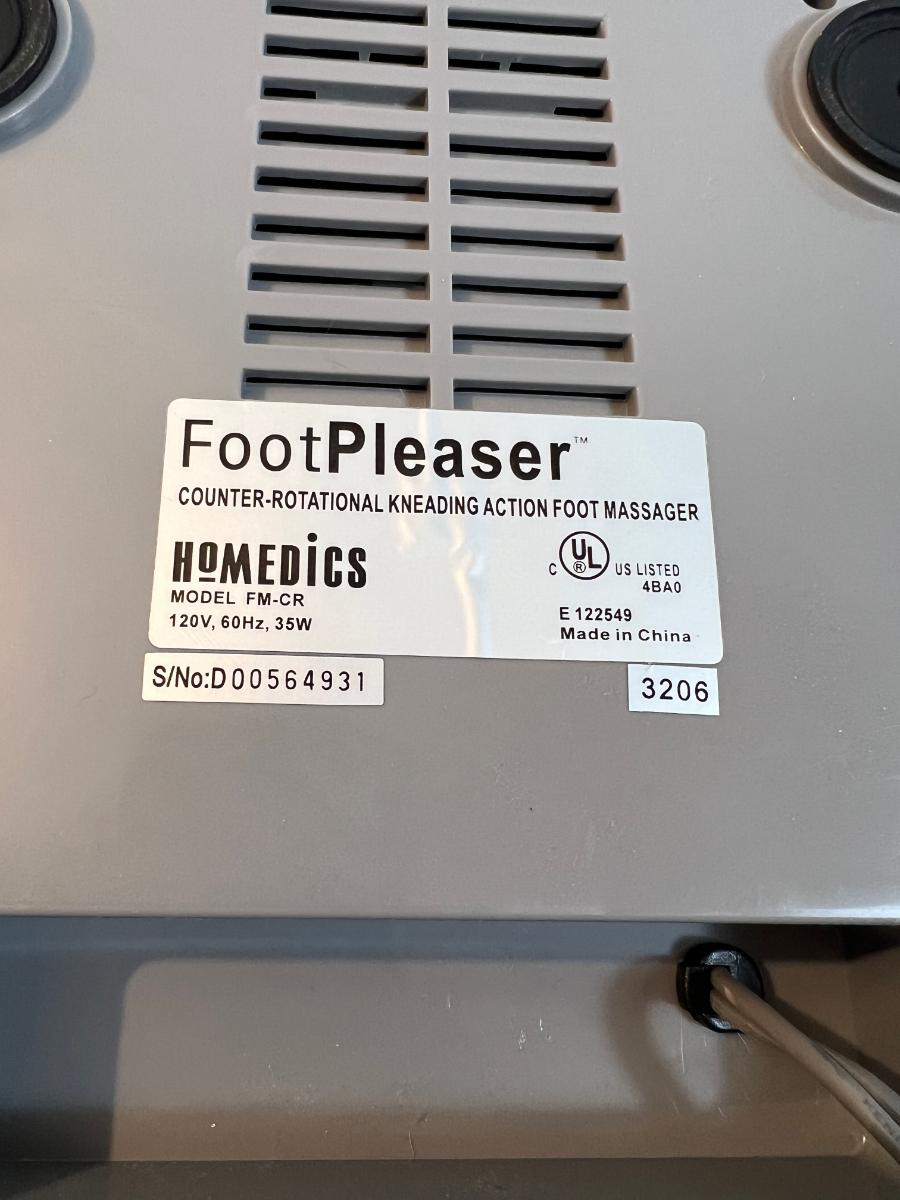 FootPleaser™
COUNTER-ROTATIONAL KNEADING ACTION FOOT MASSAGER
HoMEDiCS
MODEL FM-CR
120V, 60Hz, 35W
C UL ® US LISTED
4BA0
E 122549
Made in China
S/No:D00564931
3206